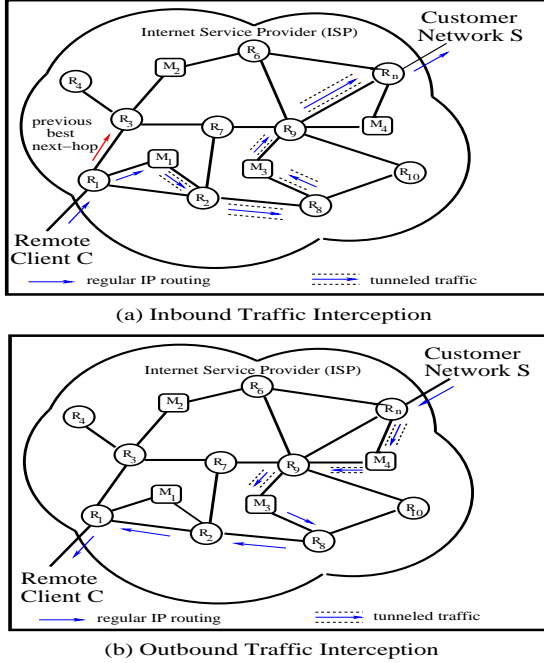 Customer
Network S
Internet Service Provider (ISP)
R6
M2
Rn
R4
previous
best
next-hop
R3
R7
R9
M4
M1
M3
R10
R1
R2
R8
Remote
Client C
regular IP routing
tunneled traffic
(a) Inbound Traffic Interception
Customer
Network S
Internet Service Provider (ISP)
R6
M2
Rn
R4
R3
R7
R9
M4
M1
M3
R10
R1
R2
R8
Remote
Client C
regular IP routing
tunneled traffic
(b) Outbound Traffic Interception